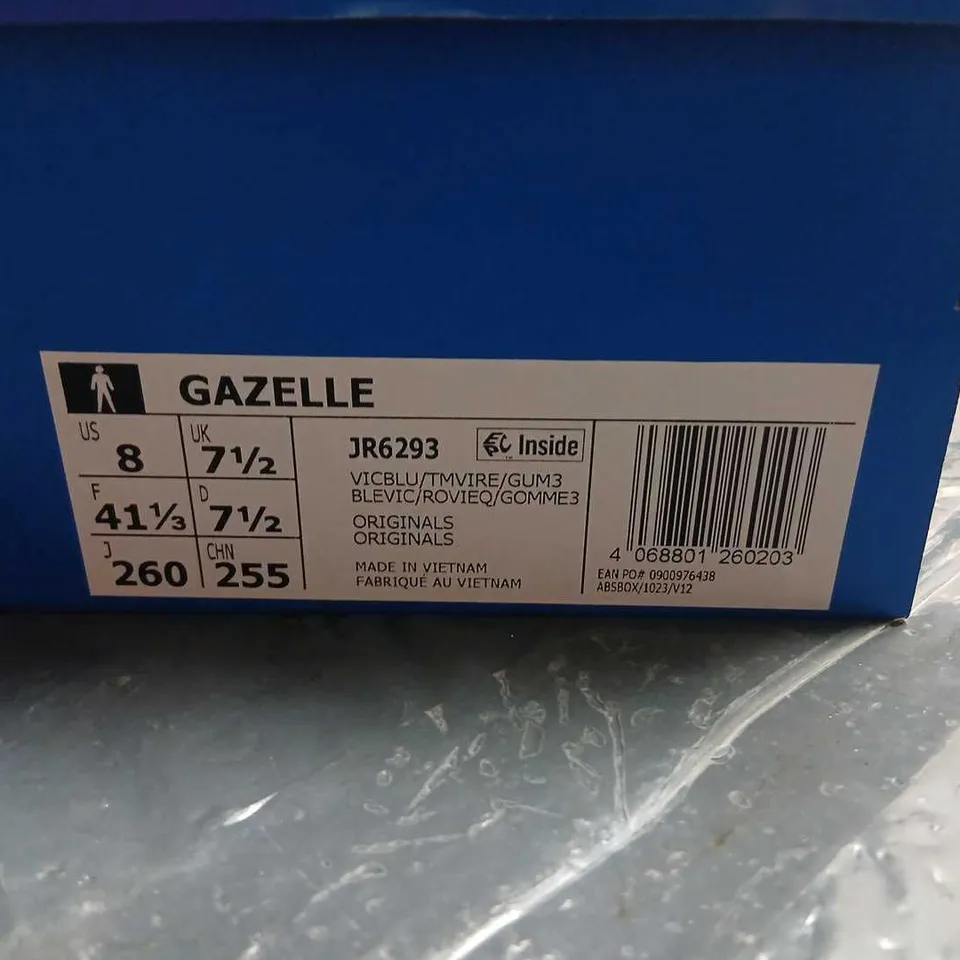 GAZELLE
US 8 UK 7½
F 41⅓ D 7½
J 260 CHN 255
JR6293 Inside
VICBLU/TMVIRE/GUM3
BLEVIC/ROVIEQ/GOMME3
ORIGINALS
ORIGINALS
MADE IN VIETNAM
FABRIQUÉ AU VIETNAM
4 068801 260203
EAN PO# 0900976438
ABSBOX/1023/V12